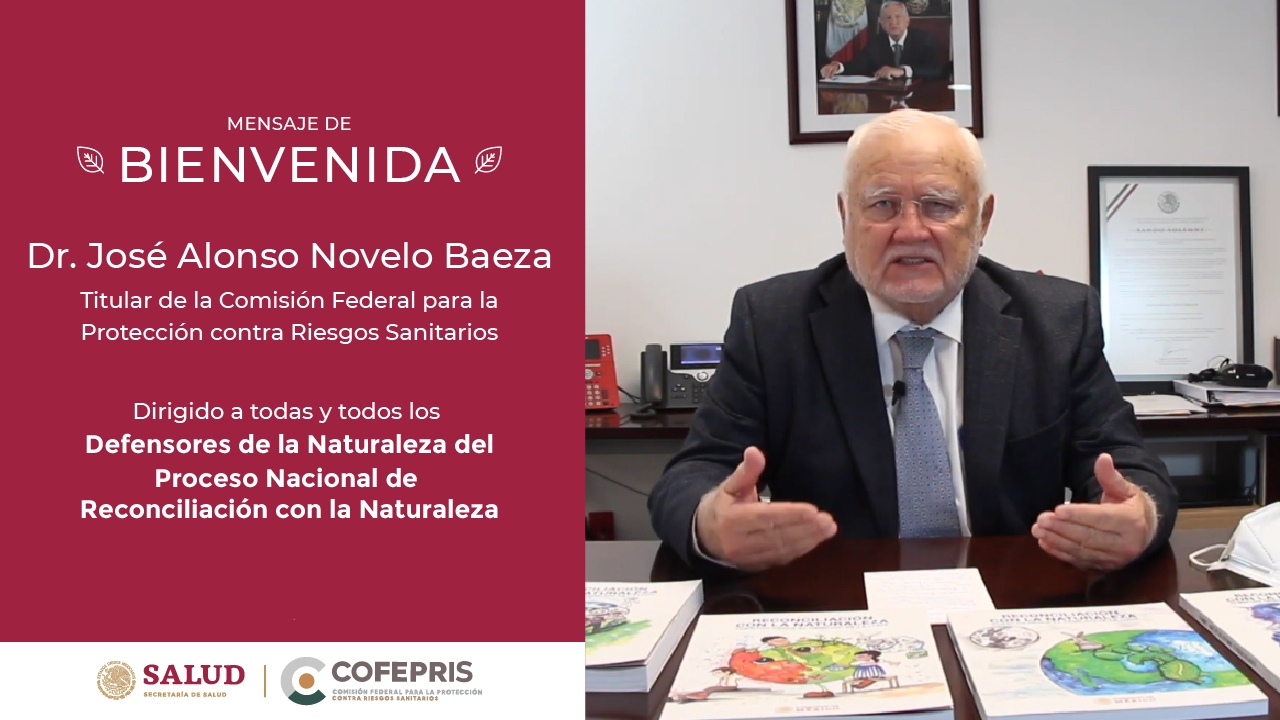 MENSAJE DE
BIENVENIDA
Dr. José Alonso Novelo Baeza
Titular de la Comisión Federal para la
Protección contra Riesgos Sanitarios
Dirigido a todas y todos los
Defensores de la Naturaleza del
Proceso Nacional de
Reconciliación con la Naturaleza
SALUD
SECRETARÍA DE SALUD
COFEPRIS
COMISIÓN FEDERAL PARA LA PROTECCIÓN
CONTRA RIESGOS SANITARIOS
RECONCILIACIÓN
CON LA NATURALEZA
RECONCILIACIÓN
CON LA NATURALEZA